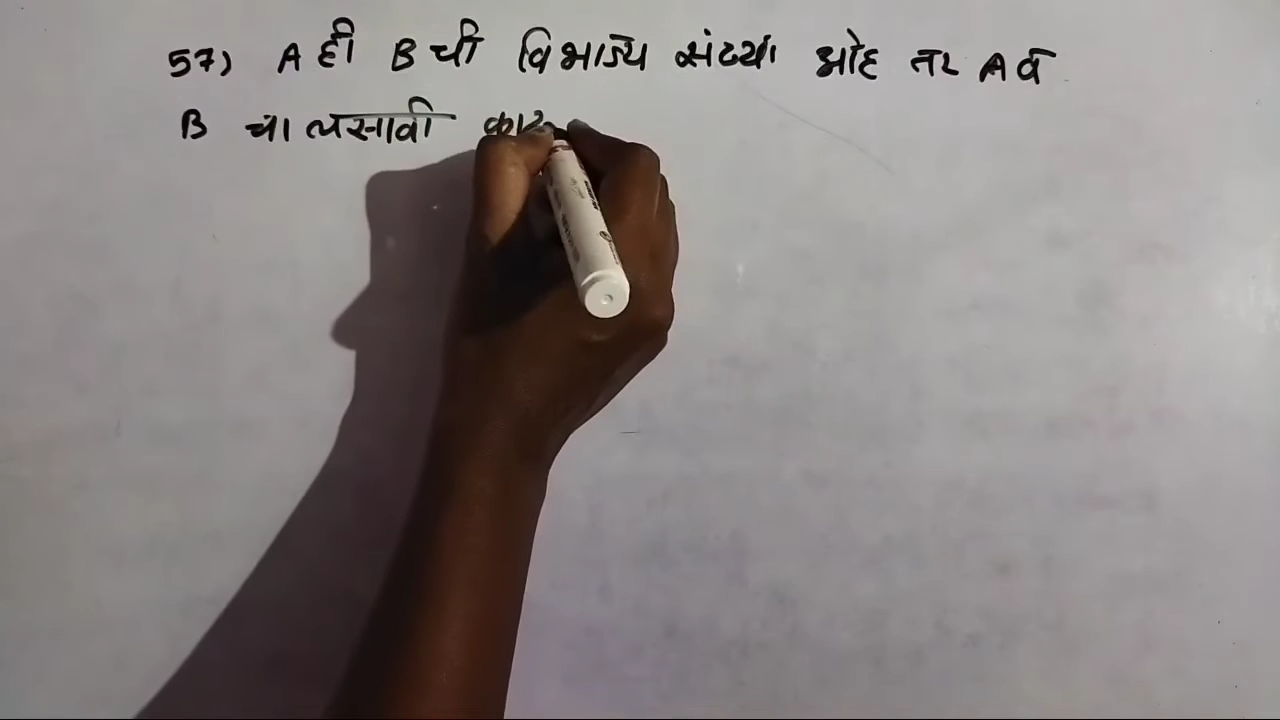 57) A ही B ची विभाज्य संख्या आहे तर A व
B चा लसावी